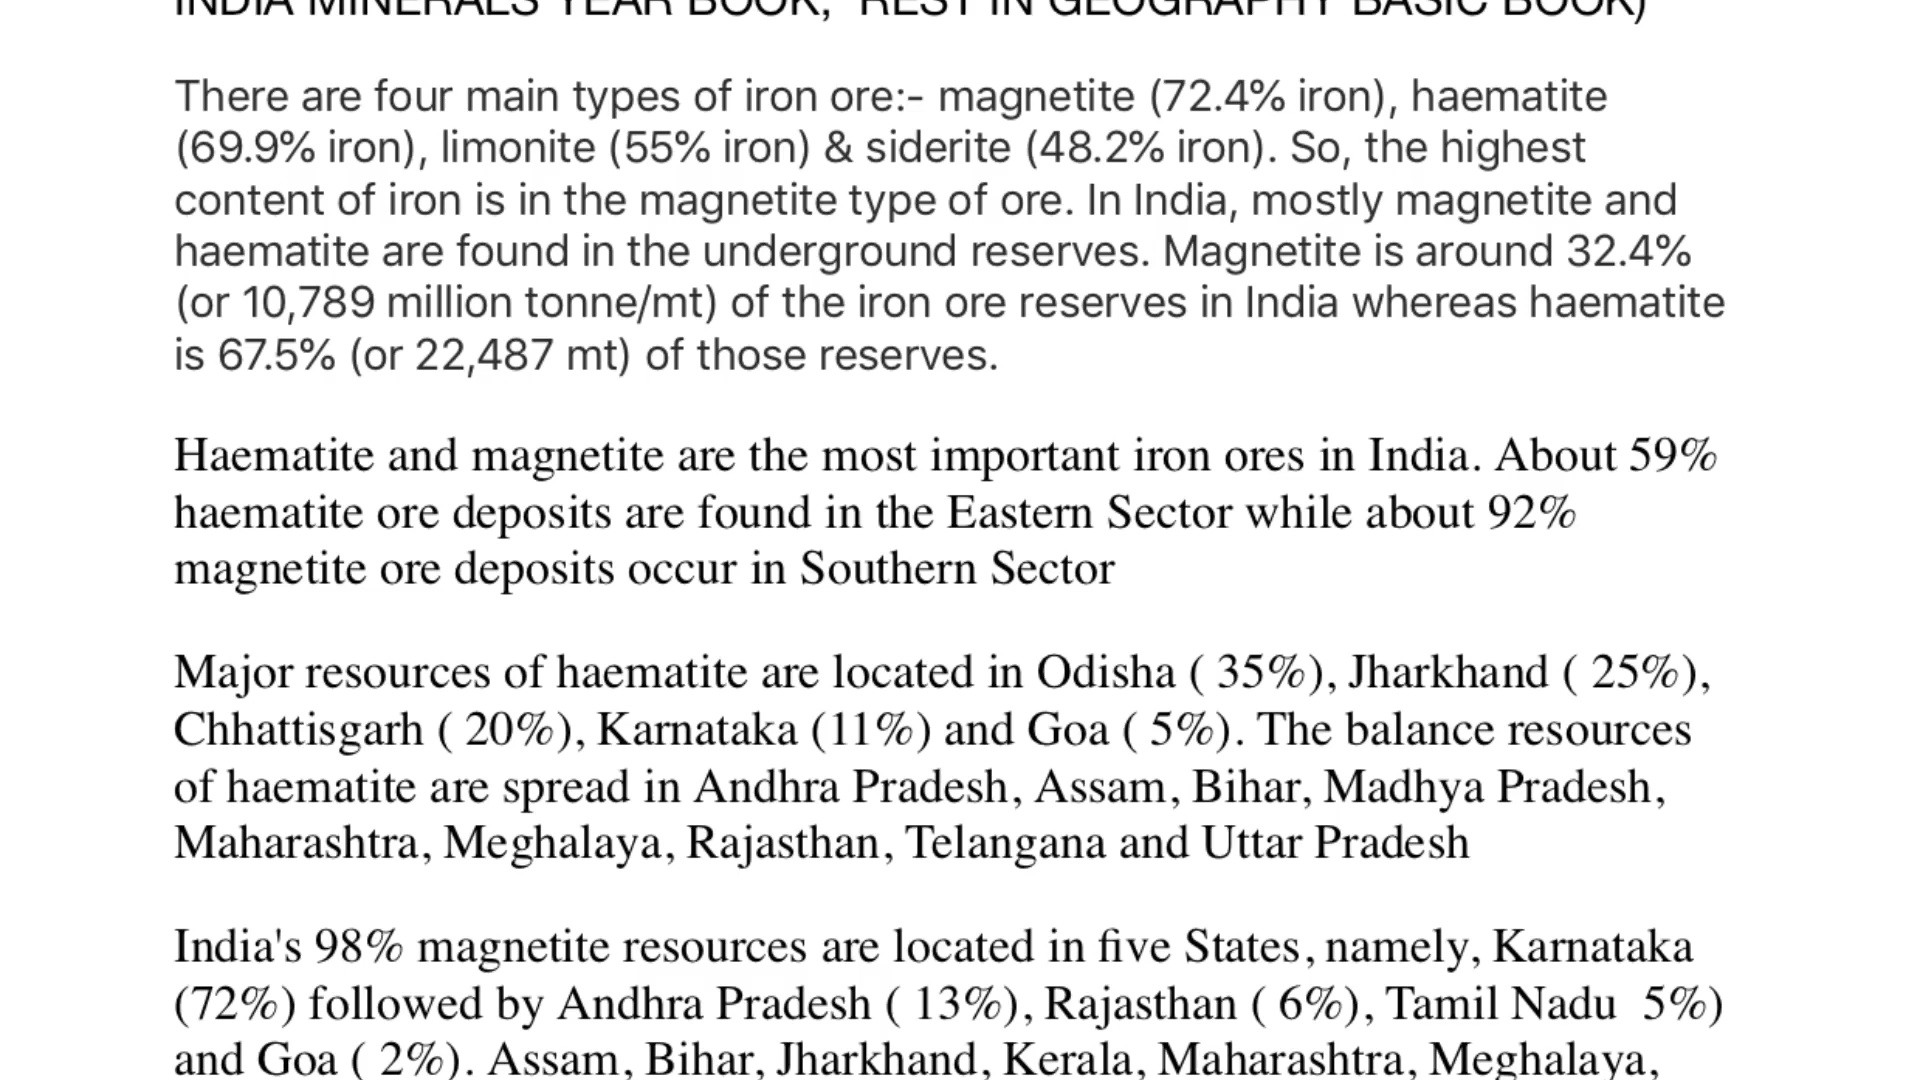 INDIA MINERALS YEAR BOOK, REST IN GEOGRAPHY BASIC BOOK)
There are four main types of iron ore:- magnetite (72.4% iron), haematite
(69.9% iron), limonite (55% iron) & siderite (48.2% iron). So, the highest
content of iron is in the magnetite type of ore. In India, mostly magnetite and
haematite are found in the underground reserves. Magnetite is around 32.4%
(or 10,789 million tonne/mt) of the iron ore reserves in India whereas haematite
is 67.5% (or 22,487 mt) of those reserves.
Haematite and magnetite are the most important iron ores in India. About 59%
haematite ore deposits are found in the Eastern Sector while about 92%
magnetite ore deposits occur in Southern Sector
Major resources of haematite are located in Odisha ( 35%), Jharkhand ( 25%),
Chhattisgarh ( 20%), Karnataka (11%) and Goa ( 5%). The balance resources
of haematite are spread in Andhra Pradesh, Assam, Bihar, Madhya Pradesh,
Maharashtra, Meghalaya, Rajasthan, Telangana and Uttar Pradesh
India's 98% magnetite resources are located in five States, namely, Karnataka
(72%) followed by Andhra Pradesh ( 13%), Rajasthan ( 6%), Tamil Nadu  5%)
and Goa ( 2%). Assam, Bihar, Jharkhand, Kerala, Maharashtra, Meghalaya,